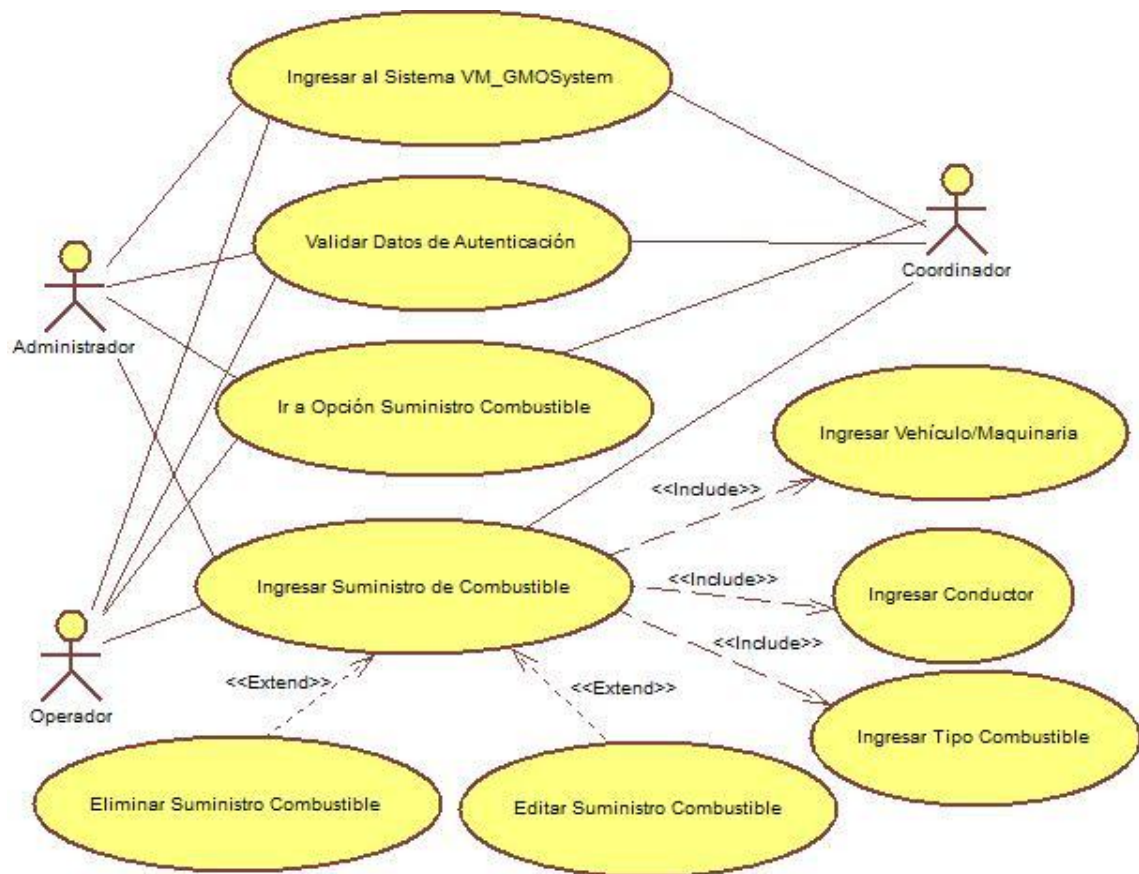 Ingresar al Sistema VM_GMOSystem
Validar Datos de Autenticación
Coordinador
Administrador
Ir a Opción Suministro Combustible
Ingresar Vehículo/Maquinaria
<<Include>>
Ingresar Suministro de Combustible
<<Include>>
Ingresar Conductor
<<Include>>
<<Extend>>
<<Extend>>
Operador
Ingresar Tipo Combustible
Eliminar Suministro Combustible
Editar Suministro Combustible